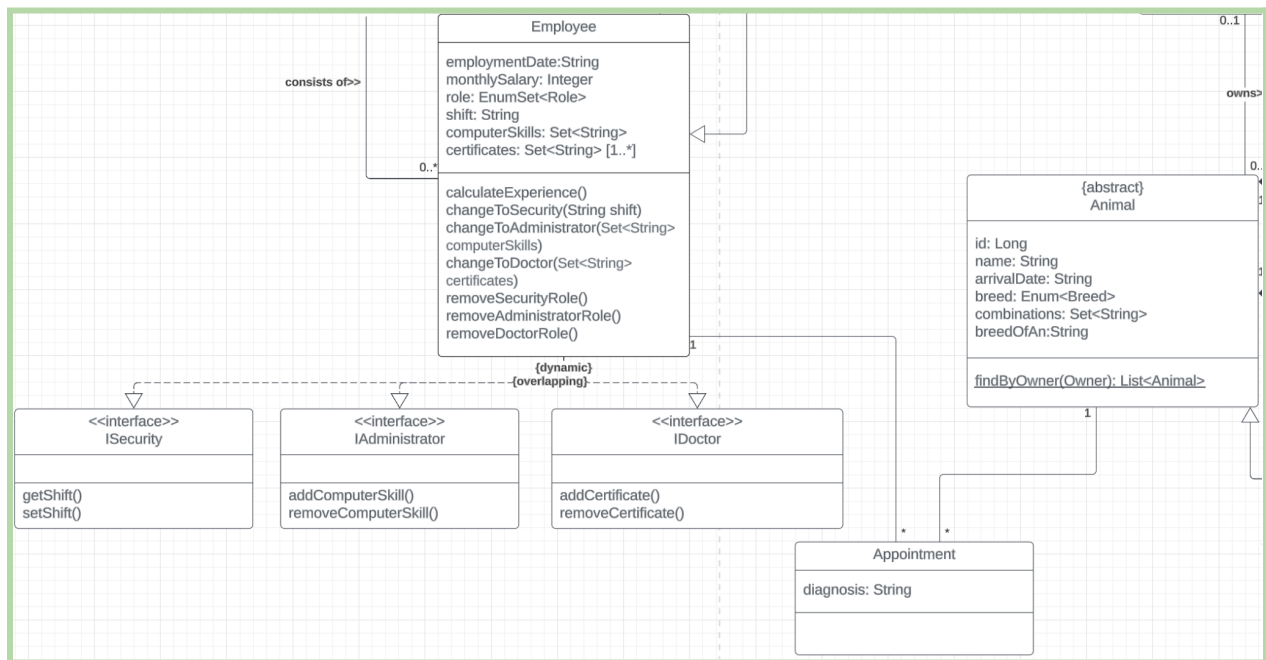 0..1
consists of>>
owns>
0..*
0..
Employee
employmentDate:String
monthlySalary: Integer
role: EnumSet<Role>
shift: String
computerSkills: Set<String>
certificates: Set<String> [1..*]
calculateExperience()
changeToSecurity(String shift)
changeToAdministrator(Set<String>
computerSkills)
changeToDoctor(Set<String>
certificates)
removeSecurityRole()
removeAdministratorRole()
removeDoctorRole()
1
{abstract}
Animal
id: Long
name: String
arrivalDate: String
breed: Enum<Breed>
combinations: Set<String>
breedOfAn:String
findByOwner(Owner): List<Animal>
1
1
1
{dynamic}
{overlapping}
<<interface>>
ISecurity
getShift()
setShift()
<<interface>>
IAdministrator
addComputerSkill()
removeComputerSkill()
<<interface>>
IDoctor
addCertificate()
removeCertificate()
*
*
Appointment
diagnosis: String